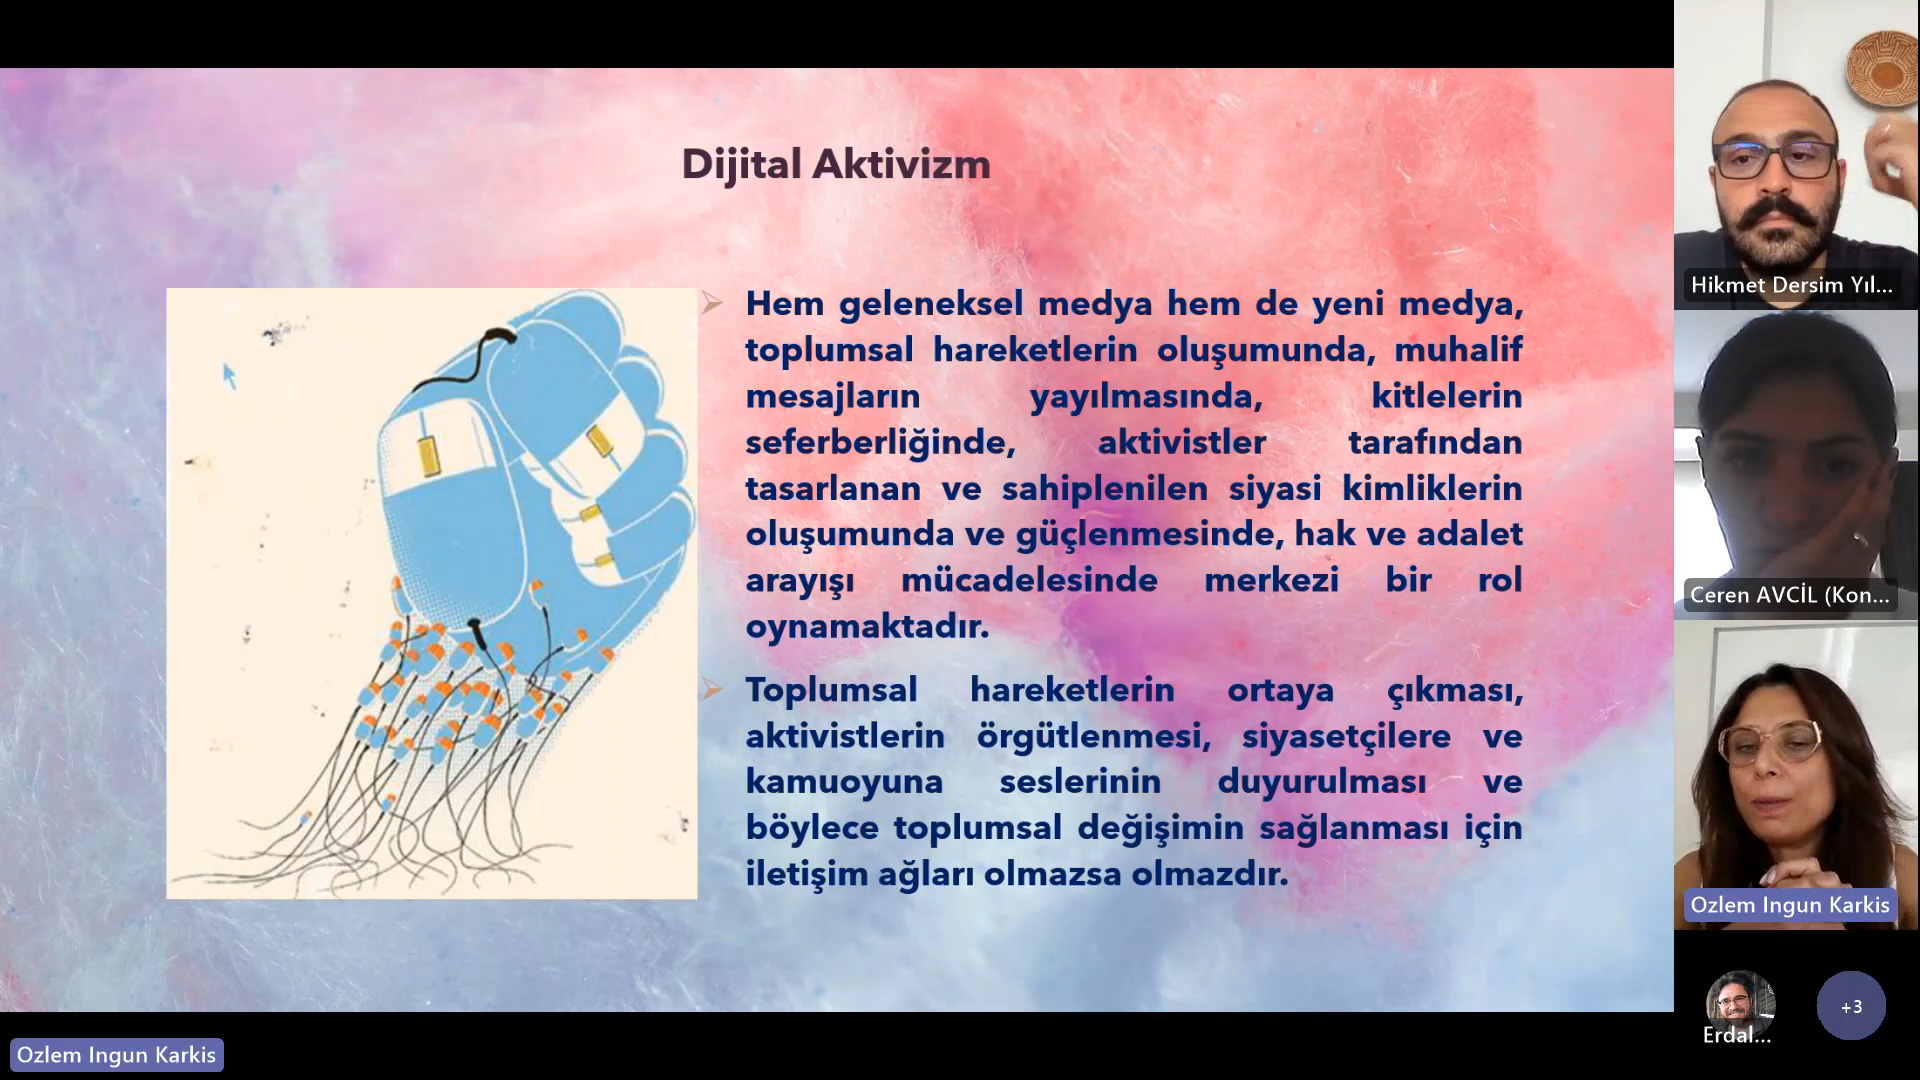 Dijital Aktivizm
Hem geleneksel medya hem de yeni medya,
toplumsal hareketlerin oluşumunda, muhalif
mesajların yayılmasında, kitlelerin
seferberliğinde, aktivistler tarafından
tasarlanan ve sahiplenilen siyasi kimliklerin
oluşumunda ve güçlenmesinde, hak ve adalet
arayışı mücadelesinde merkezi bir rol
oynamaktadır.
Toplumsal hareketlerin ortaya çıkması,
aktivistlerin örgütlenmesi, siyasetçilere ve
kamuoyuna seslerinin duyurulması ve
böylece toplumsal değişimin sağlanması için
iletişim ağları olmazsa olmazdır.
Hikmet Dersim Yıl...
Ceren AVCİL (Kon...
Ozlem Ingun Karkis
Erdal...
+3
Ozlem Ingun Karkis